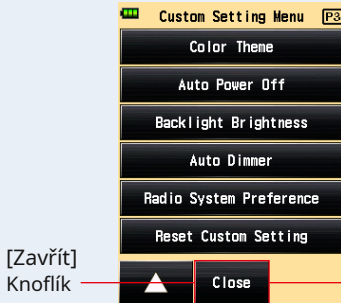 Custom Setting Menu P3
Color Theme
Auto Power Off
Backlight Brightness
Auto Dimmer
Radio System Preference
Reset Custom Setting
[Zavřít]
Knoflík
Close